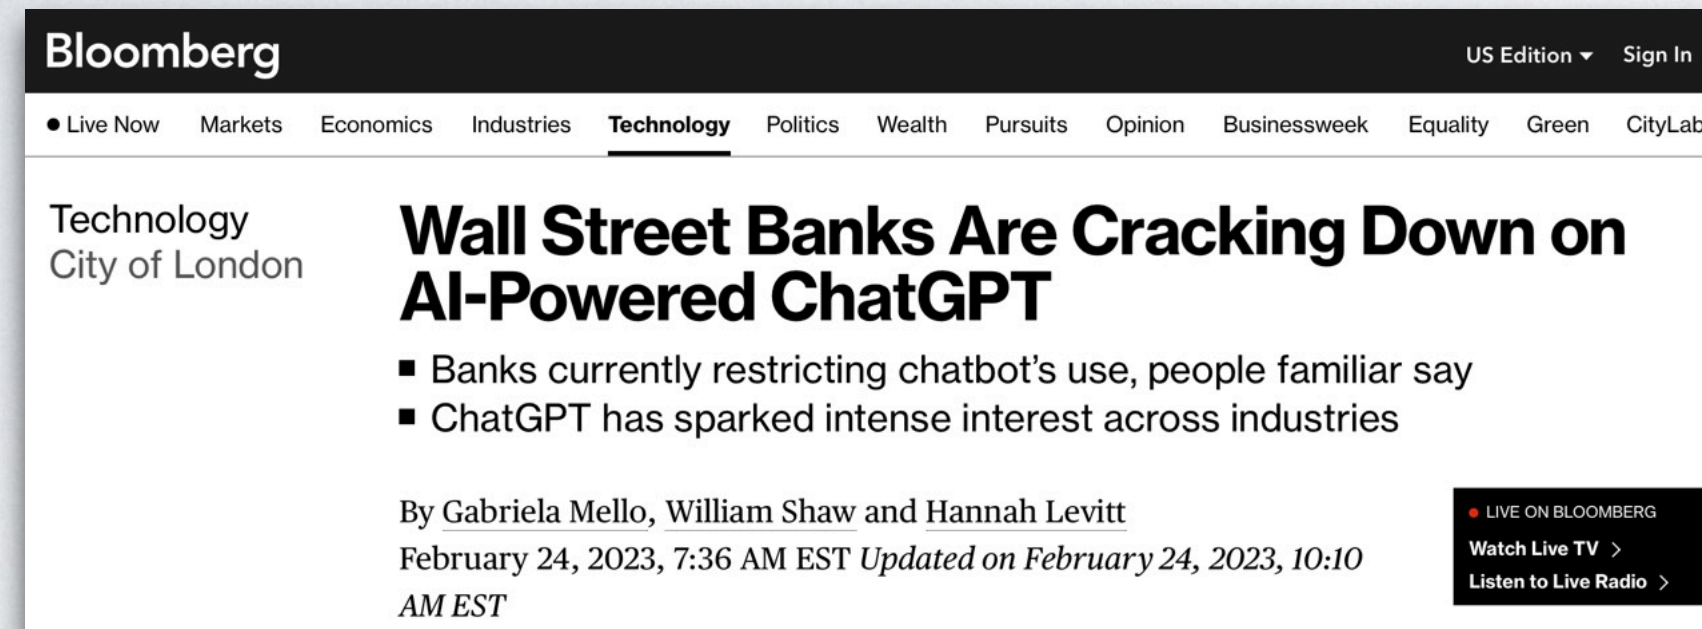 Bloomberg
US Edition Sign In
Live Now Markets Economics Industries Technology Politics Wealth Pursuits Opinion Businessweek Equality Green CityLab
Technology
City of London
Wall Street Banks Are Cracking Down on
AI-Powered ChatGPT
■ Banks currently restricting chatbot’s use, people familiar say
■ ChatGPT has sparked intense interest across industries
By Gabriela Mello, William Shaw and Hannah Levitt
February 24, 2023, 7:36 AM EST Updated on February 24, 2023, 10:10
AM EST
LIVE ON BLOOMBERG
Watch Live TV
Listen to Live Radio